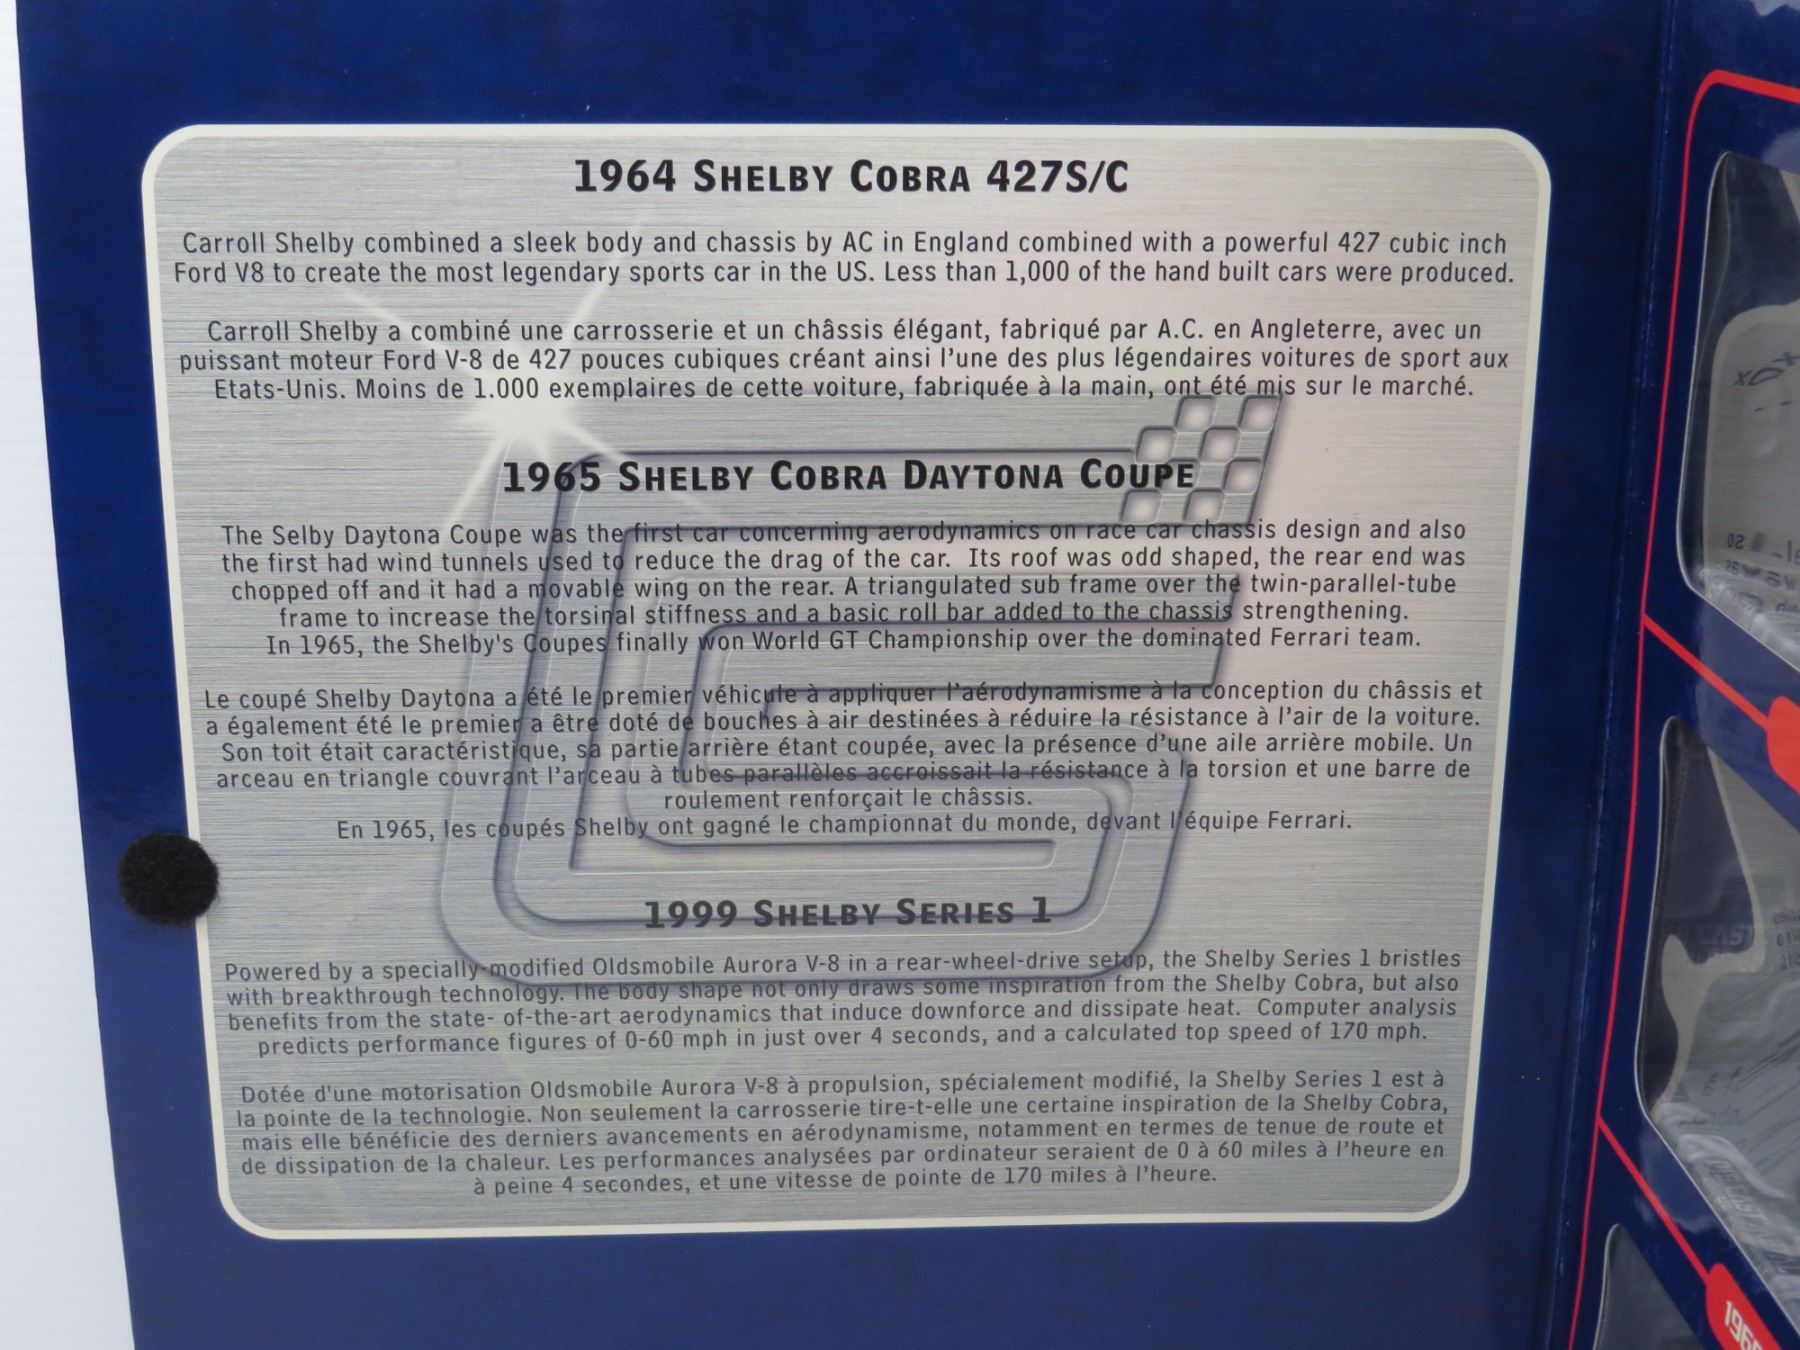 1964 SHELBY COBRA 427S/C
Carroll Shelby combined a sleek body and chassis by AC in England combined with a powerful 427 cubic inch
Ford V8 to create the most legendary sports car in the US. Less than 1,000 of the hand built cars were produced.
Carroll Shelby a combiné une carrosserie et un châssis élégant, fabriqué par A.C. en Angleterre, avec un
puissant moteur Ford V-8 de 427 pouces cubiques créant ainsi l'une des plus légendaires voitures de sport aux
Etats-Unis. Moins de 1.000 exemplaires de cette voiture, fabriquée à la main, ont été mis sur le marché.
1965 SHELBY COBRA DAYTONA COUPE
The Selby Daytona Coupe was the first car concerning aerodynamics on race car chassis design and also
the first had wind tunnels used to reduce the drag of the car. Its roof was odd shaped, the rear end was
chopped off and it had a movable wing on the rear. A triangulated sub frame over the twin-parallel-tube
frame to increase the torsinal stiffness and a basic roll bar added to the chassis strengthening.
In 1965, the Shelby's Coupes finally won World GT Championship over the dominated Ferrari team.
Le coupé Shelby Daytona a été le premier véhicule à appliquer l'aérodynamisme à la conception du châssis et
a également été le premier a être doté de bouches à air destinées à réduire la résistance à l'air de la voiture.
Son toit était caractéristique, sa partie arrière étant coupée, avec la présence d'une aile arrière mobile. Un
arceau en triangle couvrant l'arceau à tubes parallèles accroissait la résistance à la torsion et une barre de
roulement renforçait le châssis.
En 1965, les coupés Shelby ont gagné le championnat du monde, devant l'équipe Ferrari.
1999 SHELBY SERIES 1
Powered by a specially-modified Oldsmobile Aurora V-8 in a rear-wheel-drive setup, the Shelby Series 1 bristles
with breakthrough technology. The body shape not only draws some inspiration from the Shelby Cobra, but also
benefits from the state- of-the-art aerodynamics that induce downforce and dissipate heat. Computer analysis
predicts performance figures of 0-60 mph in just over 4 seconds, and a calculated top speed of 170 mph.
Dotée d'une motorisation Oldsmobile Aurora V-8 à propulsion, spécialement modifié, la Shelby Series 1 est à
la pointe de la technologie. Non seulement la carrosserie tire-t-elle une certaine inspiration de la Shelby Cobra,
mais elle bénéficie des derniers avancements en aérodynamisme, notamment en termes de tenue de route et
de dissipation de la chaleur. Les performances analysées par ordinateur seraient de 0 à 60 miles à l'heure en
à peine 4 secondes, et une vitesse de pointe de 170 miles à l'heure.